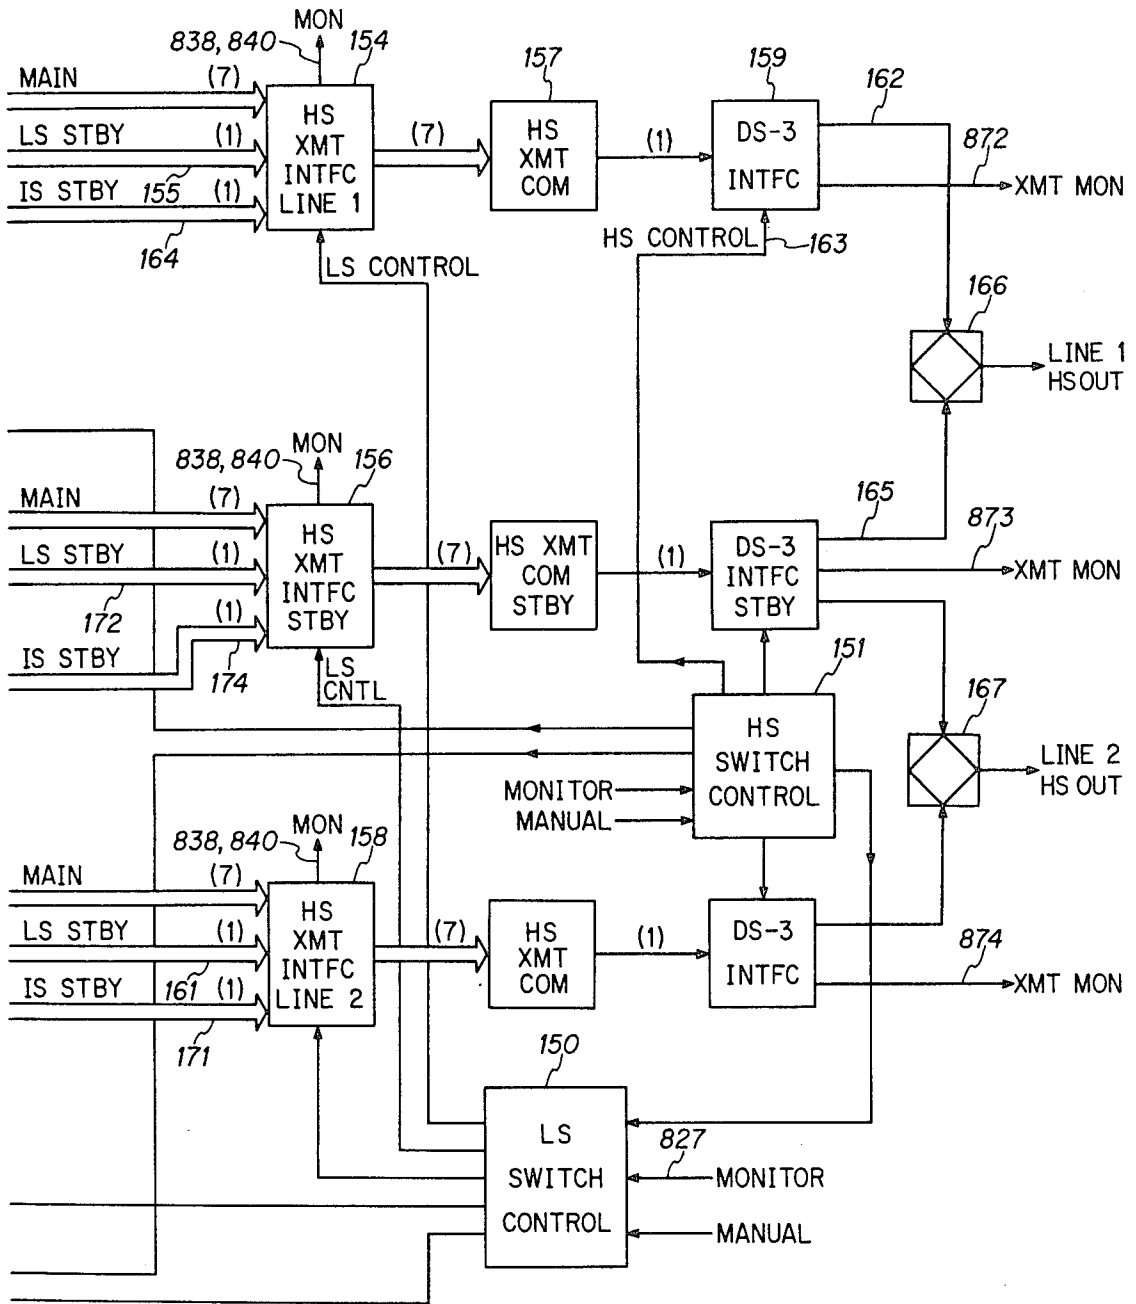 MON
838, 840
154
MAIN
(7)
LS STBY
(1)
155
IS STBY
(1)
164
HS
XMT
INTFC
LINE 1
(7)
157
HS
XMT
COM
(1)
159
DS-3
INTFC
162
872
XMT MON
HS CONTROL
163
LS CONTROL
166
LINE 1
HS OUT
MON
838, 840
156
MAIN
(7)
LS STBY
(1)
172
(1)
IS STBY
174
HS
XMT
INTFC
STBY
(7)
HS XMT
COM
STBY
(1)
DS-3
INTFC
STBY
165
873
XMT MON
LS
CNTL
151
HS
SWITCH
CONTROL
MONITOR
MANUAL
167
LINE 2
HS OUT
MON
838, 840
158
MAIN
(7)
LS STBY
(1)
161
IS STBY
(1)
171
HS
XMT
INTFC
LINE 2
(7)
HS
XMT
COM
(1)
DS-3
INTFC
874
XMT MON
150
LS
SWITCH
CONTROL
827
MONITOR
MANUAL